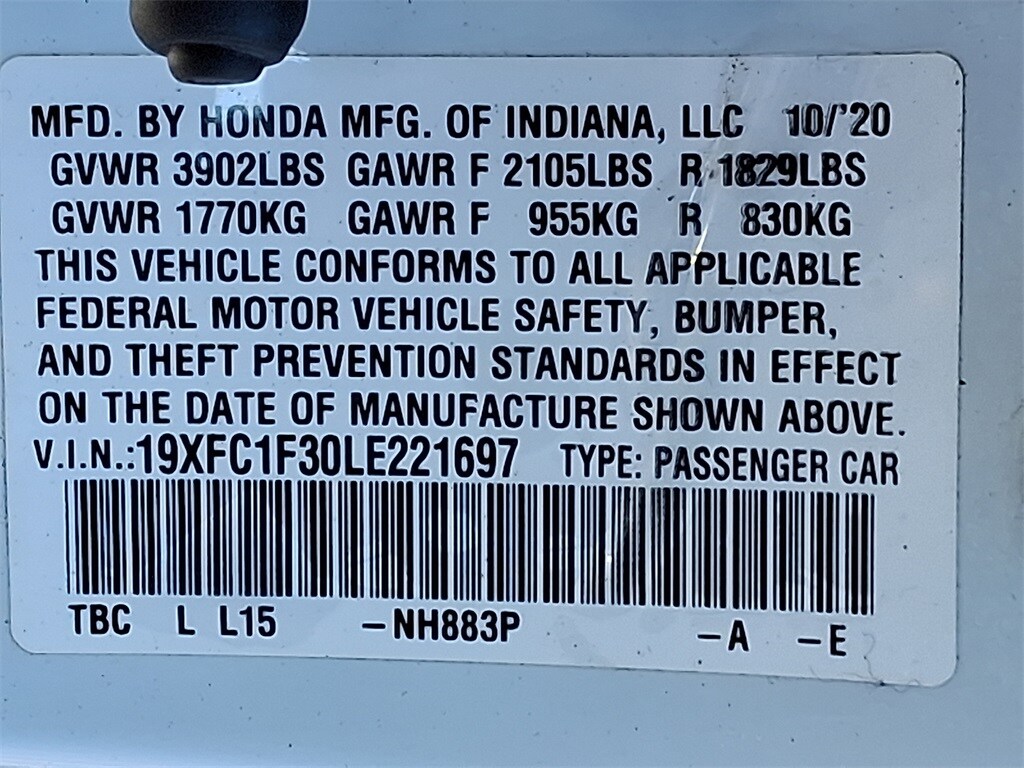 MFD. BY HONDA MFG. OF INDIANA, LLC 10/'20
GVWR 3902LBS GAWR F 2105LBS R 1829LBS
GVWR 1770KG GAWR F 955KG R 830KG
THIS VEHICLE CONFORMS TO ALL APPLICABLE
FEDERAL MOTOR VEHICLE SAFETY, BUMPER,
AND THEFT PREVENTION STANDARDS IN EFFECT
ON THE DATE OF MANUFACTURE SHOWN ABOVE.
V.I.N.:19XFC1F30LE221697 TYPE: PASSENGER CAR
TBC L L15 -NH883P -A -E